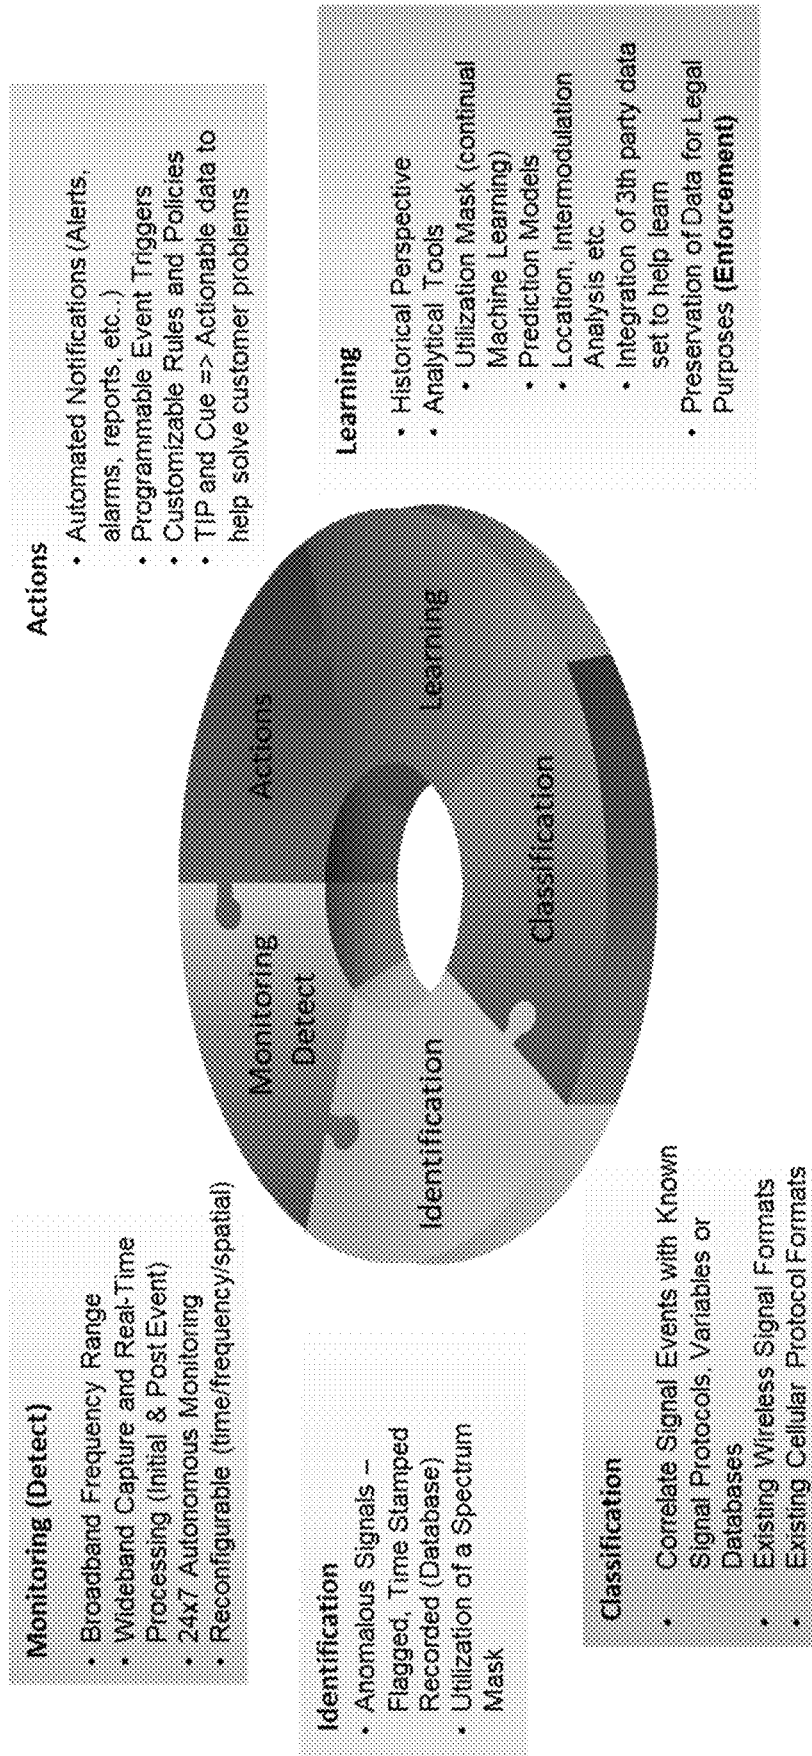 Monitoring (Detect)
• Broadband Frequency Range
• Wideband Capture and Real-Time
Processing (Initial & Post Event)
• 24x7 Autonomous Monitoring
• Reconfigurable (time/frequency/spatial)
Actions
• Automated Notifications (Alerts,
alarms, reports, etc..)
• Programmable Event Triggers
• Customizable Rules and Policies
• TIP and Cue => Actionable data to
help solve customer problems
Identification
• Anomalous Signals –
Flagged, Time Stamped
Recorded (Database)
• Utilization of a Spectrum
Mask
Monitoring
Detect
Actions
Identification
Learning
Classification
Learning
• Historical Perspective
• Analytical Tools
• Utilization Mask (continual
Machine Learning)
• Prediction Models
• Location, Intermodulation
Analysis etc.
• Integration of 3th party data
set to help learn
• Preservation of Data for Legal
Purposes (Enforcement)
Classification
• Correlate Signal Events with Known
Signal Protocols, Variables or
Databases
• Existing Wireless Signal Formats
• Existing Cellular Protocol Formats